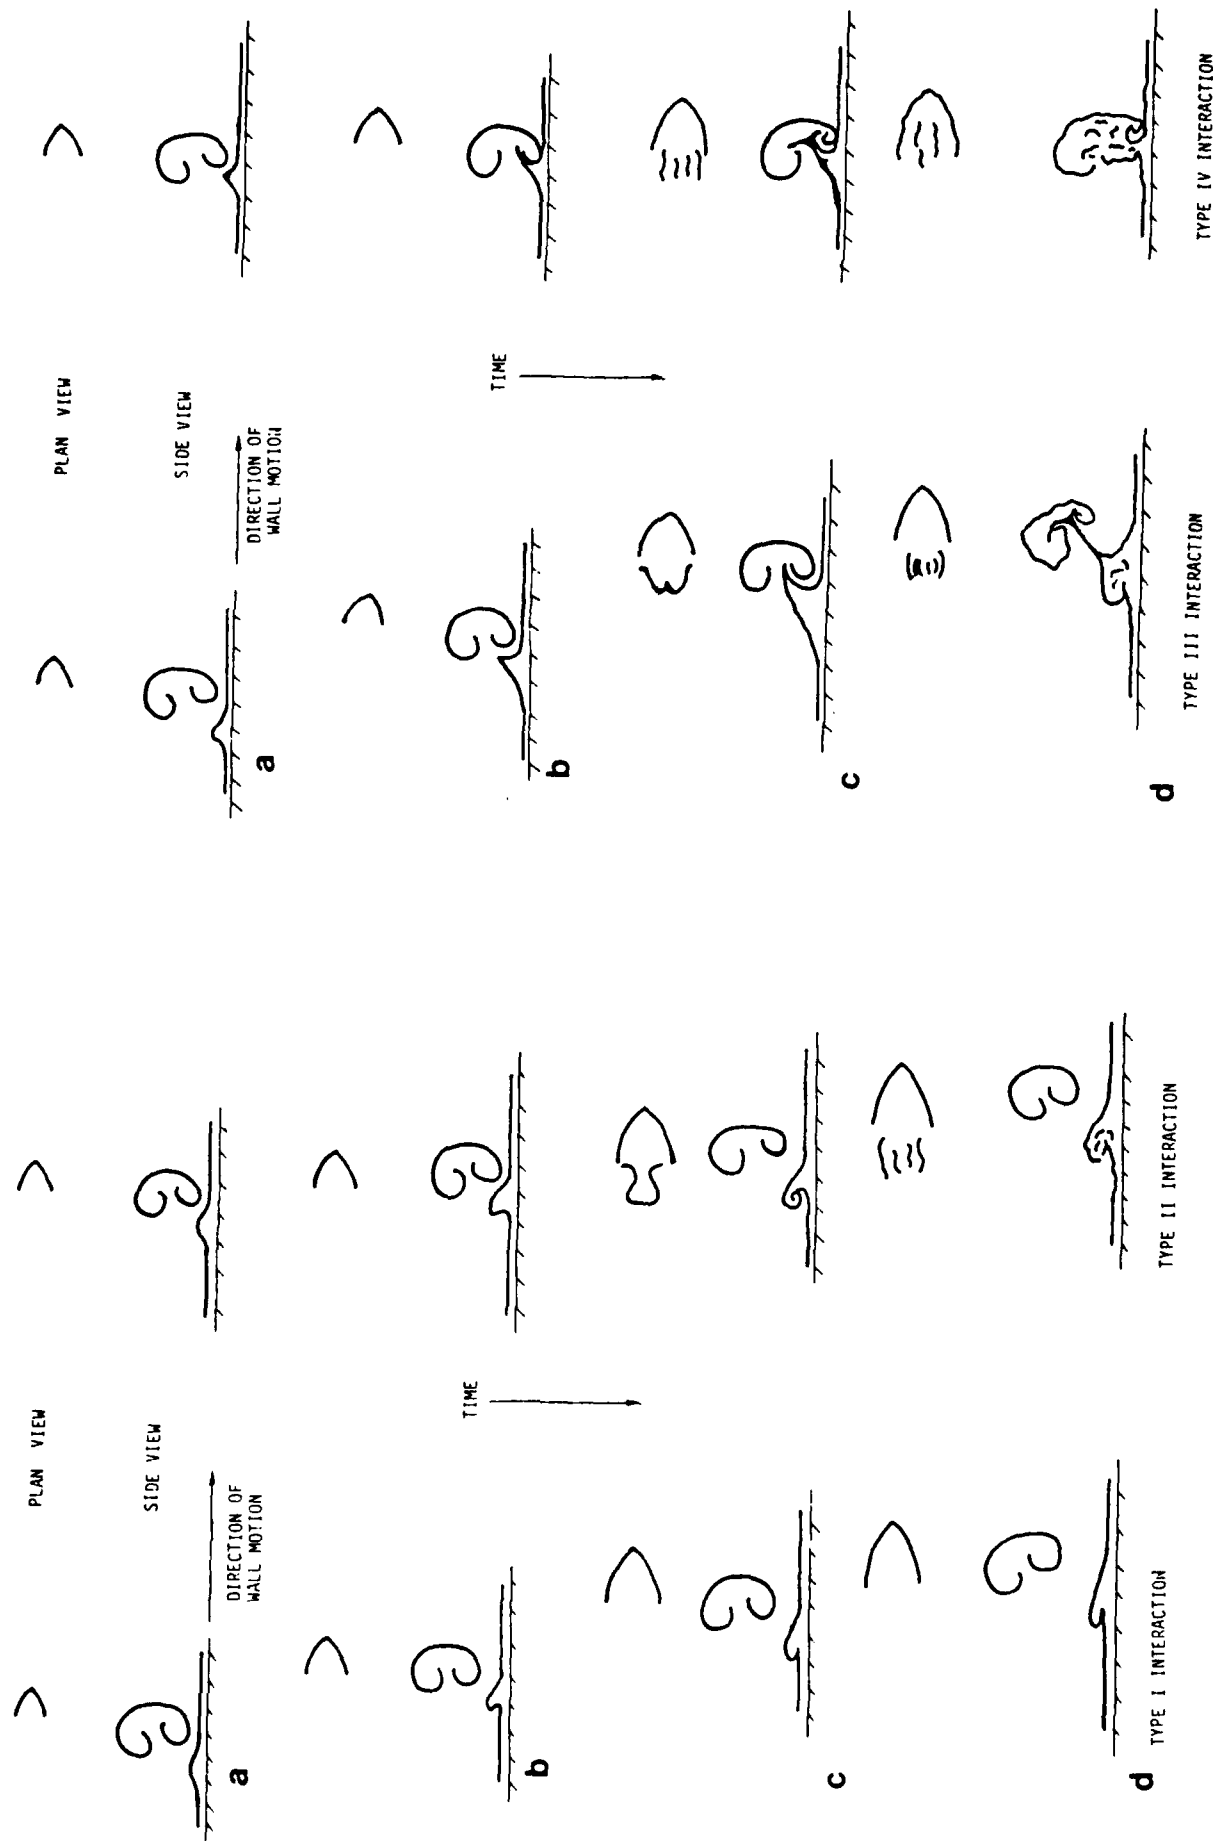 PLAN VIEW
SIDE VIEW
DIRECTION OF
WALL MOTION
a
TIME
b
c
d
TYPE I INTERACTION
TYPE II INTERACTION
PLAN VIEW
SIDE VIEW
DIRECTION OF
WALL MOTION
a
TIME
b
c
d
TYPE III INTERACTION
TYPE IV INTERACTION